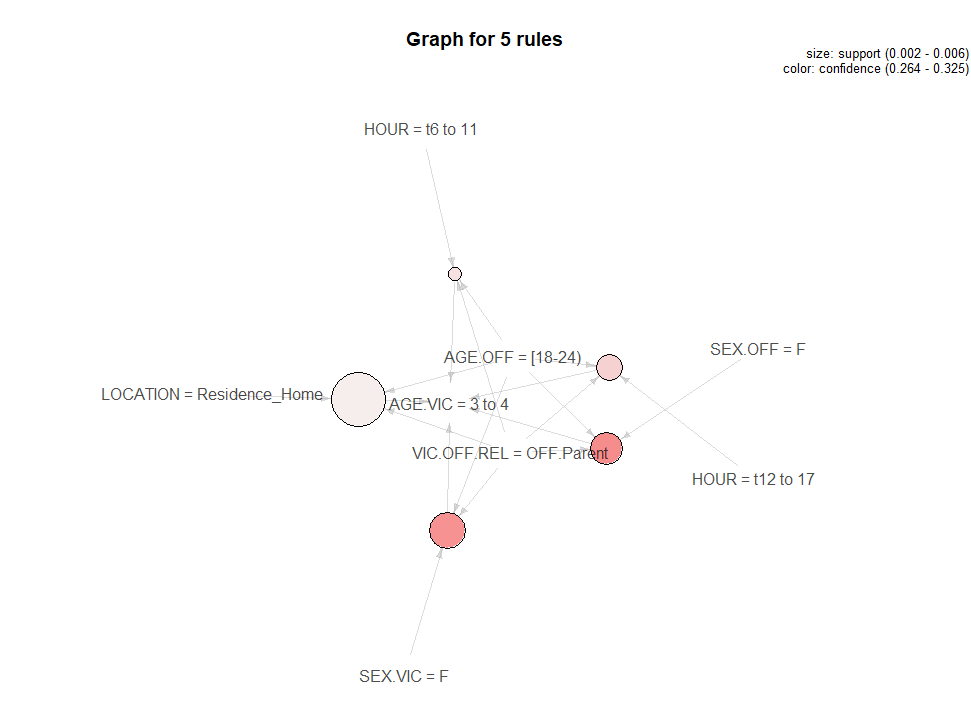 Graph for 5 rules
size: support (0.002 - 0.006)
color: confidence (0.264 - 0.325)
HOUR = t6 to 11
AGE.OFF = [18-24)
SEX.OFF = F
LOCATION = Residence_Home
AGE.VIC = 3 to 4
VIC.OFF.REL = OFF.Parent
HOUR = t12 to 17
SEX.VIC = F